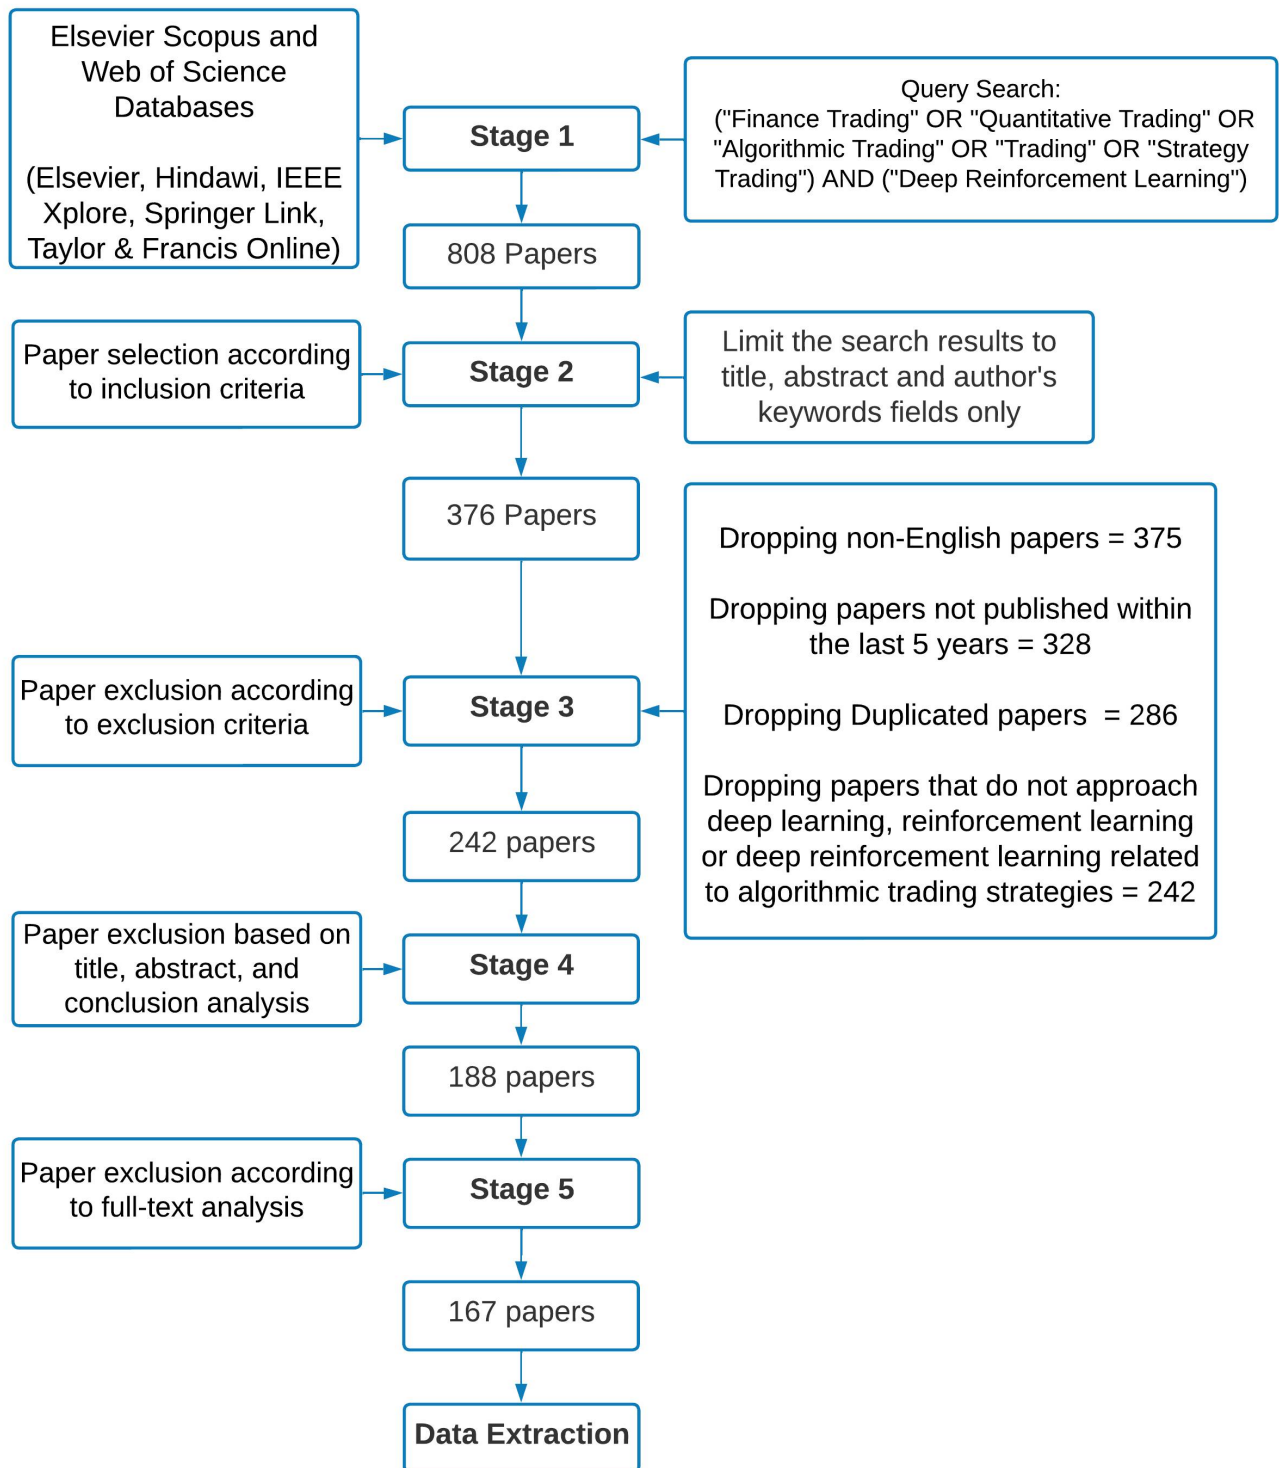 Elsevier Scopus and
Web of Science
Databases
(Elsevier, Hindawi, IEEE
Xplore, Springer Link,
Taylor & Francis Online)
Stage 1
Query Search:
("Finance Trading" OR "Quantitative Trading" OR
"Algorithmic Trading" OR "Trading" OR "Strategy
Trading") AND ("Deep Reinforcement Learning")
808 Papers
Paper selection according
to inclusion criteria
Stage 2
Limit the search results to
title, abstract and author's
keywords fields only
376 Papers
Dropping non-English papers = 375
Dropping papers not published within
the last 5 years = 328
Dropping Duplicated papers  = 286
Dropping papers that do not approach
deep learning, reinforcement learning
or deep reinforcement learning related
to algorithmic trading strategies = 242
Paper exclusion according
to exclusion criteria
Stage 3
242 papers
Paper exclusion based on
title, abstract, and
conclusion analysis
Stage 4
188 papers
Paper exclusion according
to full-text analysis
Stage 5
167 papers
Data Extraction